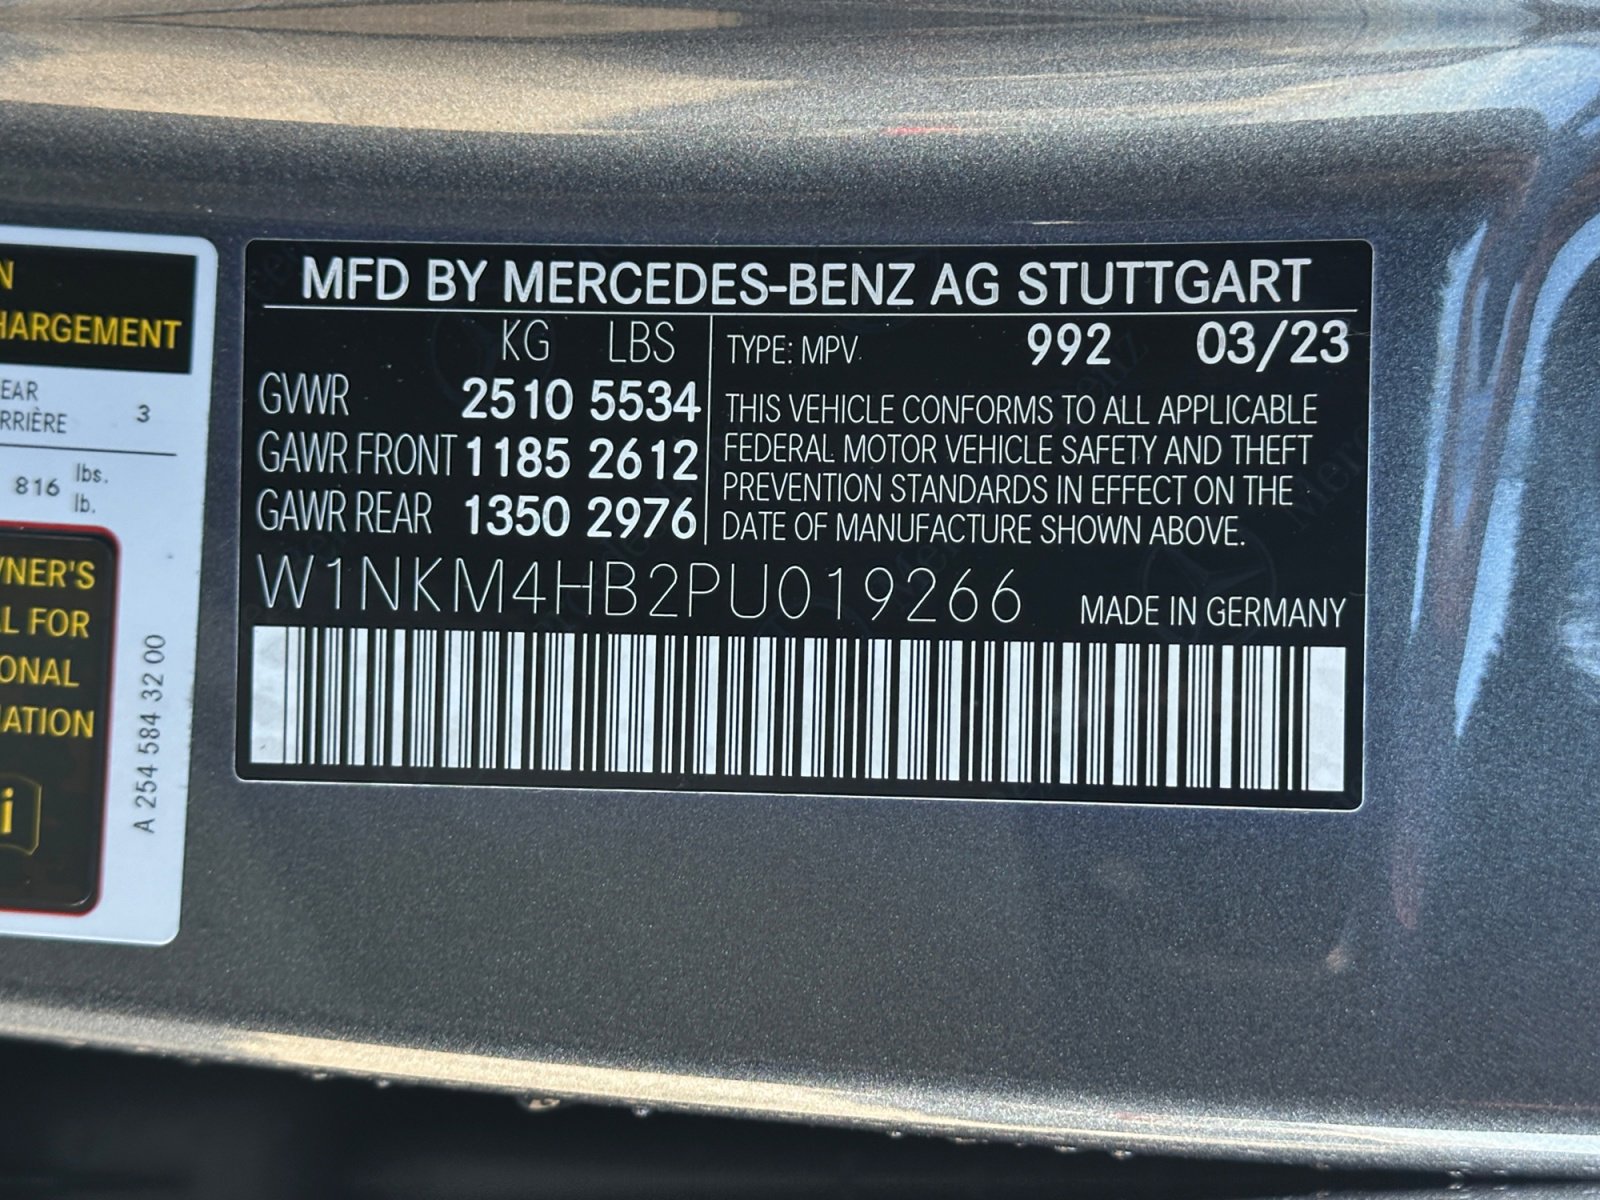 N
HARGEMENT
EAR
RRIÈRE 3
816 lbs.
lb.
NER'S
L FOR
ONAL
ATION
i
A 254 584 32 00
MFD BY MERCEDES-BENZ AG STUTTGART
KG LBS
GVWR 2510 5534
GAWR FRONT 1185 2612
GAWR REAR 1350 2976
TYPE: MPV 992 03/23
THIS VEHICLE CONFORMS TO ALL APPLICABLE
FEDERAL MOTOR VEHICLE SAFETY AND THEFT
PREVENTION STANDARDS IN EFFECT ON THE
DATE OF MANUFACTURE SHOWN ABOVE.
W1NKM4HB2PU019266 MADE IN GERMANY